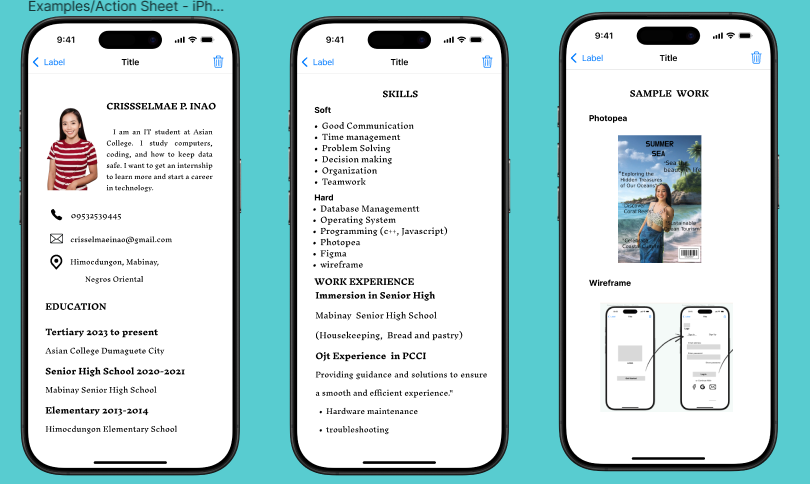 Examples/Action Sheet - iPh...
9:41
Label
Title
CRISSSELMAE P. INAO
I am an IT student at Asian
College. I study computers,
coding, and how to keep data
safe. I want to get an internship
to learn more and start a career
in technology.
09532539445
crisselmaeinao@gmail.com
Himocdungon, Mabinay,
Negros Oriental
EDUCATION
Tertiary 2023 to present
Asian College Dumaguete City
Senior High School 2020-2021
Mabinay Senior High School
Elementary 2013-2014
Himocdungon Elementary School
9:41
Label
Title
SKILLS
Soft
• Good Communication
• Time management
• Problem Solving
• Decision making
• Organization
• Teamwork
Hard
• Database Managementt
• Operating System
• Programming (c++, Javascript)
• Photopea
• Figma
• wireframe
WORK EXPERIENCE
Immersion in Senior High
Mabinay Senior High School
(Housekeeping, Bread and pastry)
Ojt Experience in PCCI
Providing guidance and solutions to ensure
a smooth and efficient experience."
• Hardware maintenance
• troubleshooting
9:41
Label
Title
SAMPLE WORK
Photopea
SUMMER
SEA
Sea the
beauty in life
"Exploring the
Hidden Treasures
of Our Oceans"
Discover
Coral Reefs"
Sustainable
Ocean Tourism"
Coastal
Wireframe